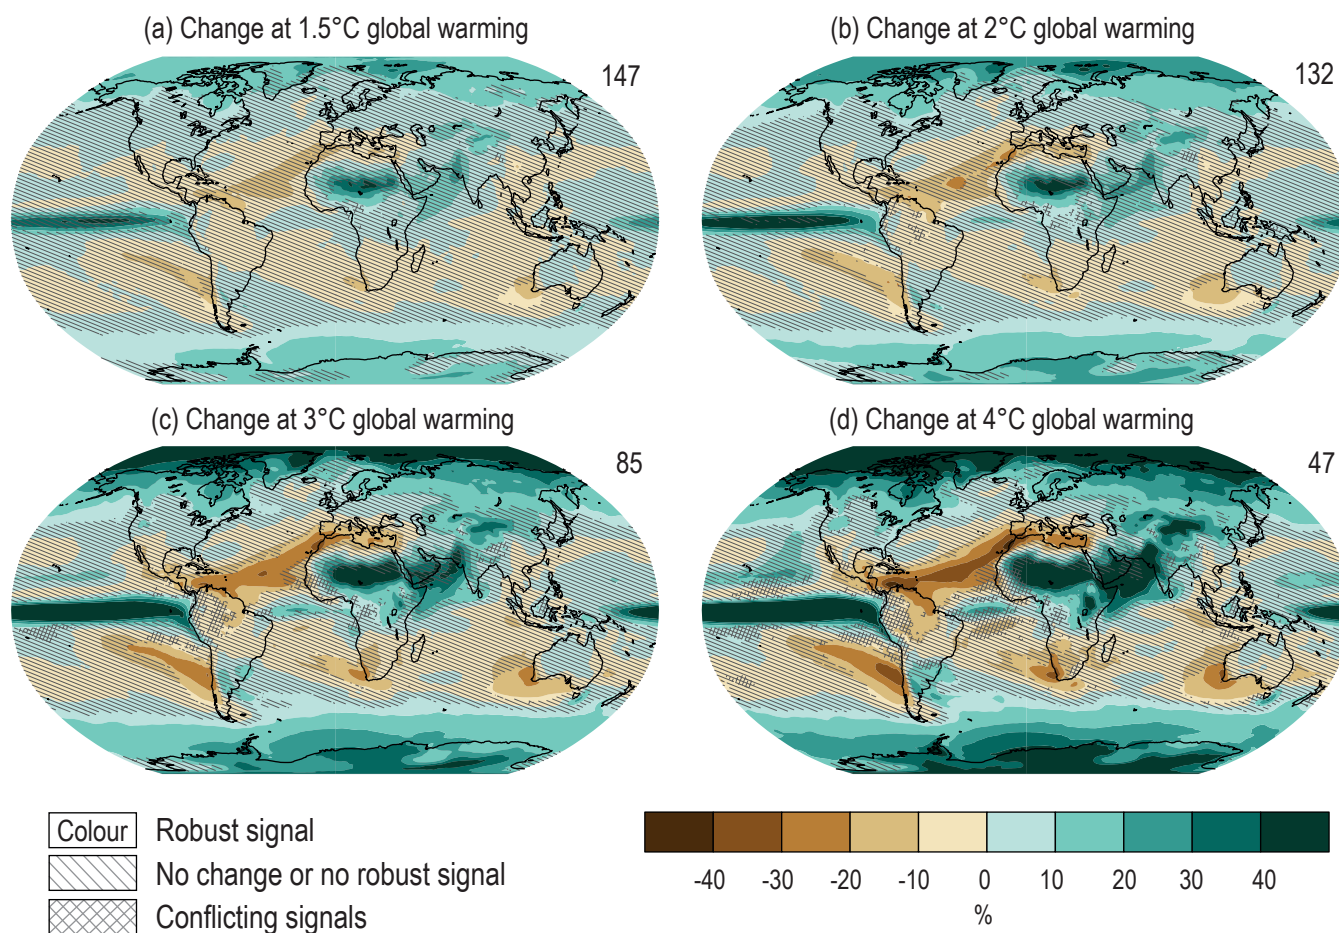 (a) Change at 1.5°C global warming
147
(b) Change at 2°C global warming
132
(c) Change at 3°C global warming
85
(d) Change at 4°C global warming
47
Colour Robust signal
No change or no robust signal
Conflicting signals
-40 -30 -20 -10 0 10 20 30 40
%